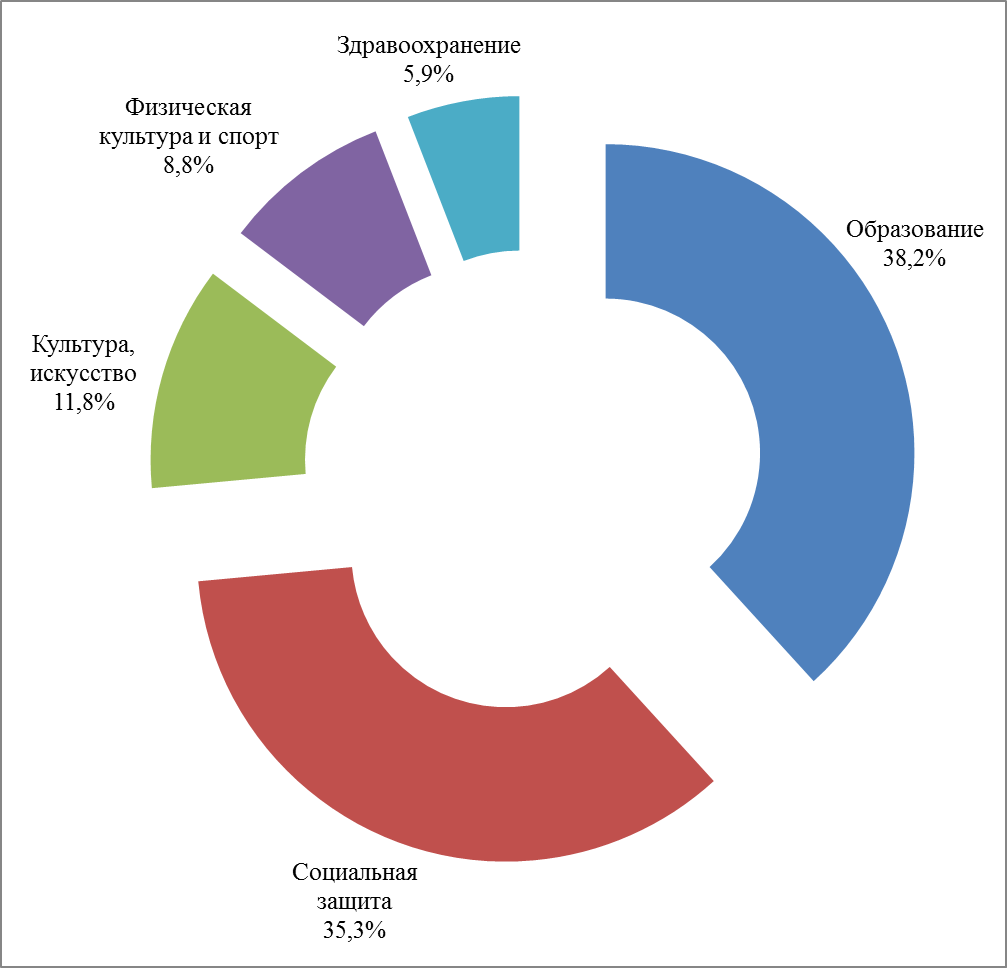 Здравоохранение
5,9%
Физическая
культура и спорт
8,8%
Образование
38,2%
Культура,
искусство
11,8%
Социальная
защита
35,3%